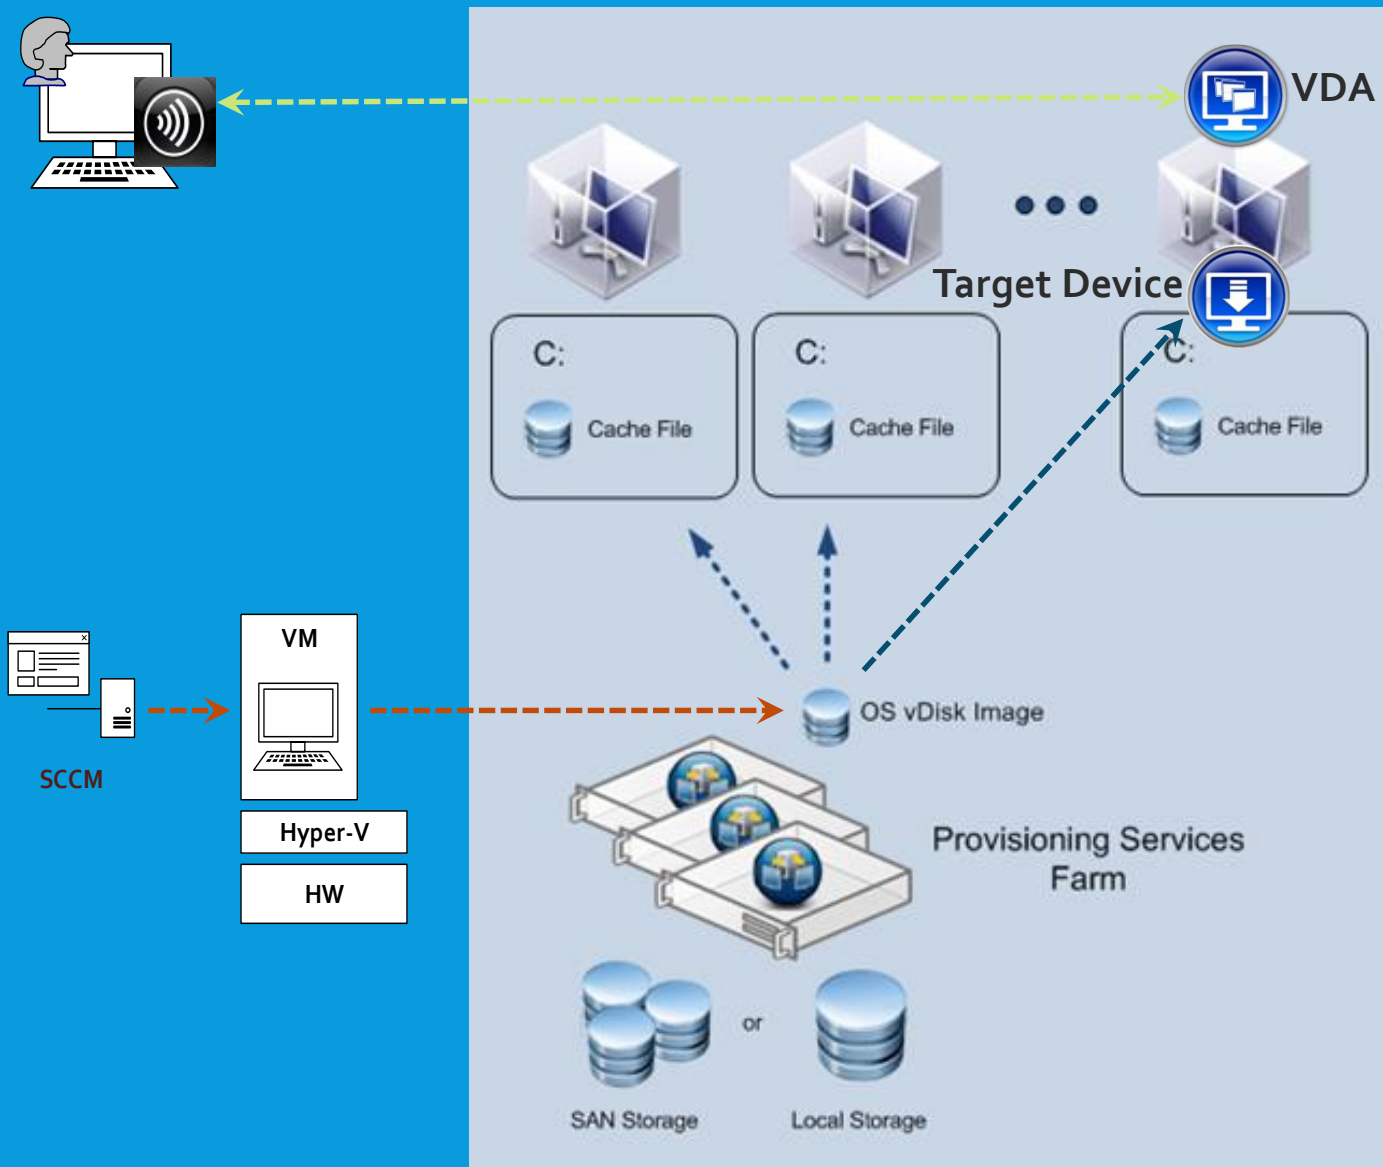 VDA
Target Device
C:
Cache File
C:
Cache File
C:
Cache File
VM
x
OS vDisk Image
SCCM
Hyper-V
HW
Provisioning Services
Farm
or
SAN Storage
Local Storage